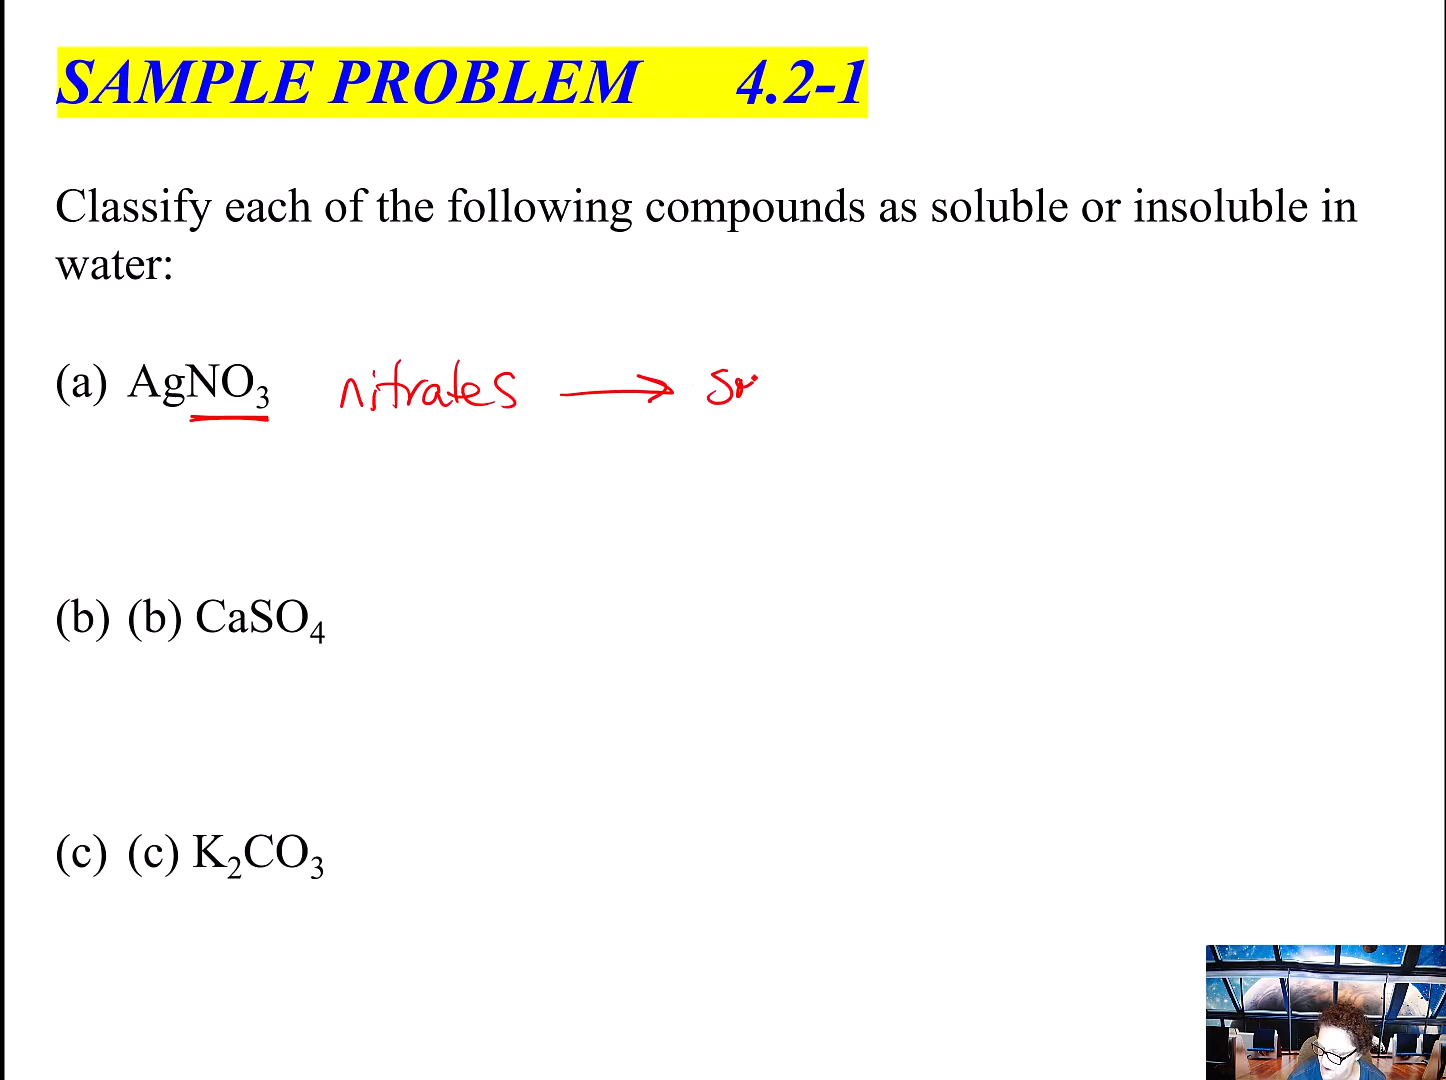 SAMPLE PROBLEM 4.2-1
Classify each of the following compounds as soluble or insoluble in
water:
(a) AgNO₃ nitrates →
(b) (b) CaSO₄
(c) (c) K₂CO₃